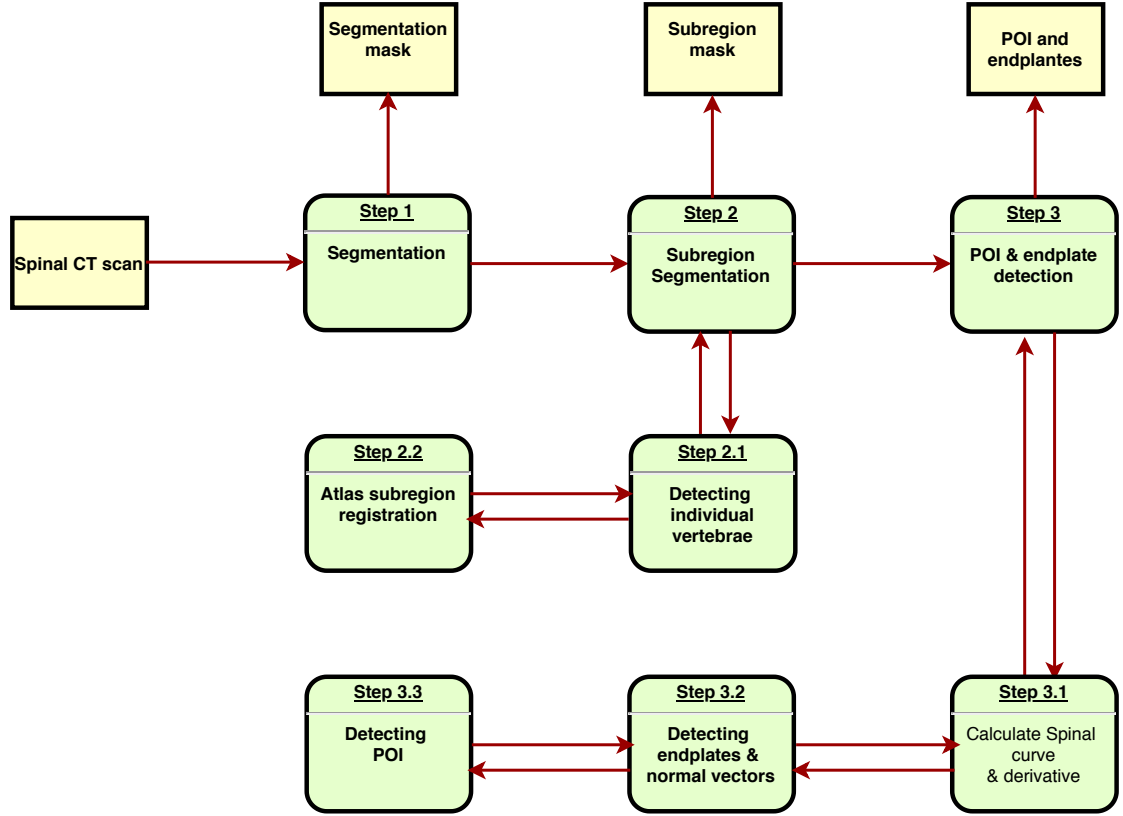 Segmentation
mask
Subregion
mask
POI and
endplantes
Spinal CT scan
Step 1
Segmentation
Step 2
Subregion
Segmentation
Step 3
POI & endplate
detection
Step 2.2
Atlas subregion
registration
Step 2.1
Detecting
individual
vertebrae
Step 3.3
Detecting
POI
Step 3.2
Detecting
endplates &
normal vectors
Step 3.1
Calculate Spinal
curve
& derivative